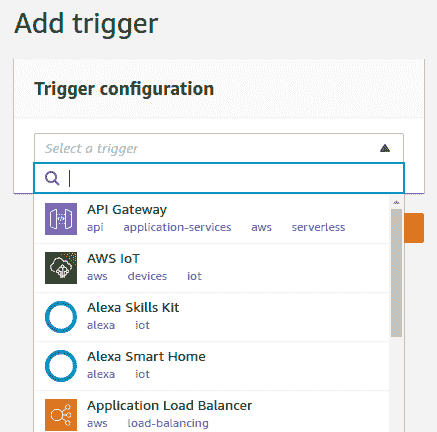 Add trigger
Trigger configuration
Select a trigger
API Gateway
api application-services aws serverless
AWS IoT
aws devices iot
Alexa Skills Kit
alexa iot
Alexa Smart Home
alexa iot
Application Load Balancer
aws load-balancing